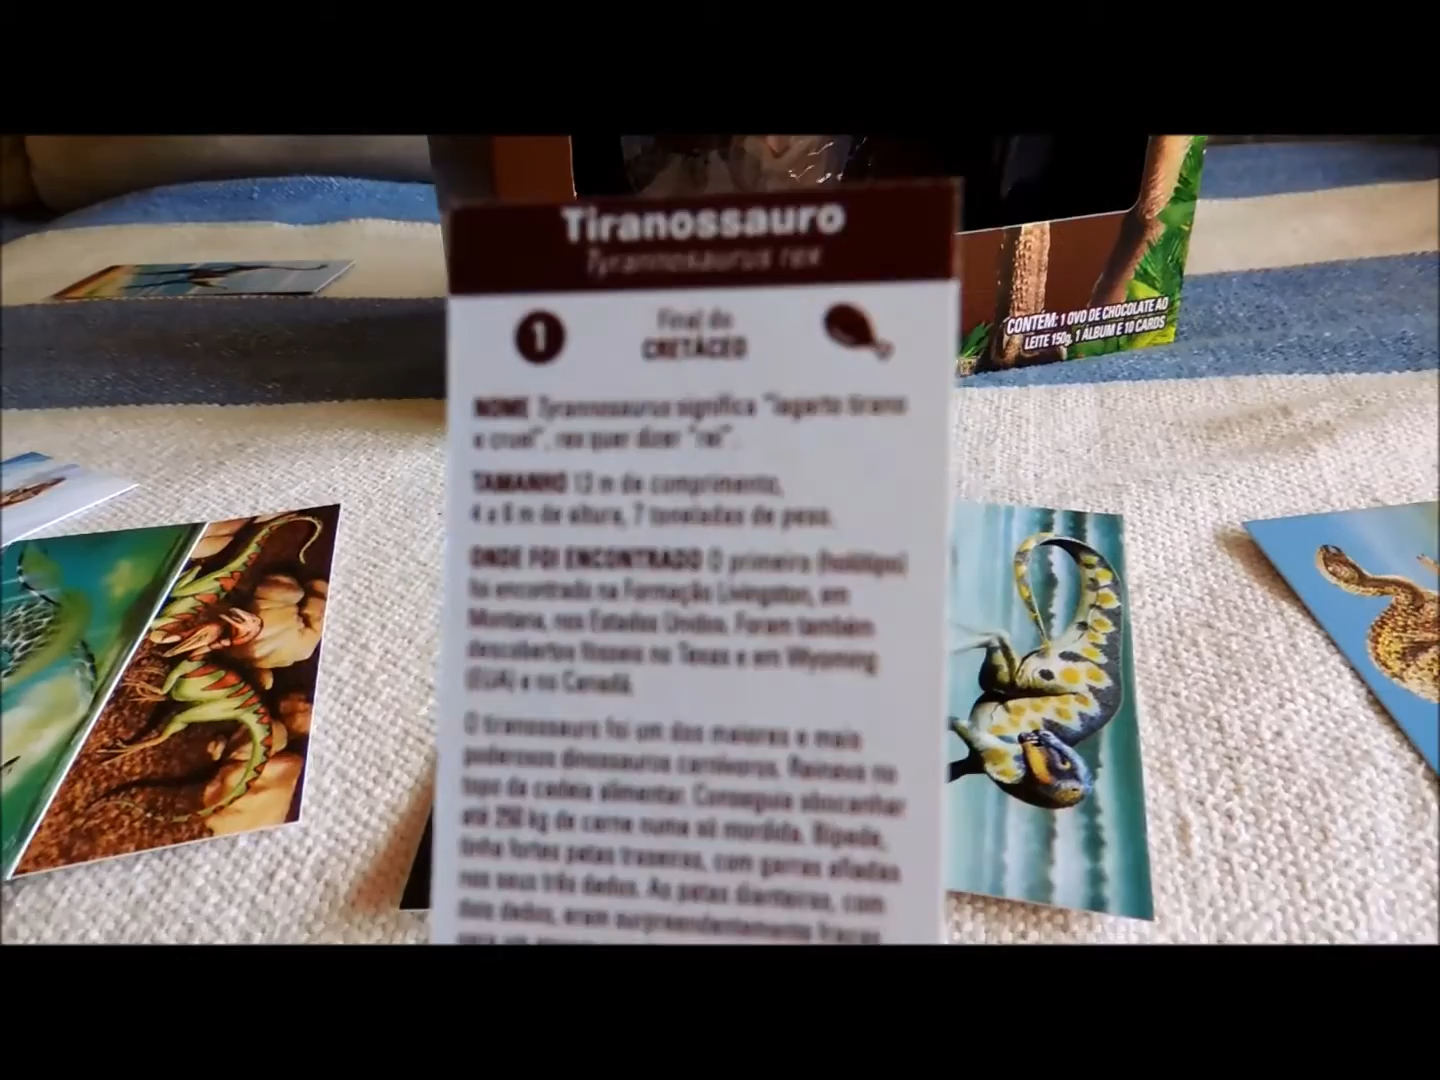 Tiranossauro
Tyrannosaurus rex
1
Final do
CRETÁCEO
NOME Tyrannosaurus significa "lagarto tirano
e cruel", rex quer dizer "rei".
TAMANHO 12 m de comprimento,
4 a 6 m de altura, 7 toneladas de peso.
ONDE FOI ENCONTRADO O primeiro (holótipo)
foi encontrado na Formação Livingston, em
Montana, nos Estados Unidos. Foram também
descobertos fósseis no Texas e em Wyoming
(EUA) e no Canadá.
O tiranossauro foi um dos maiores e mais
poderosos dinossauros carnívoros. Reinava no
topo da cadeia alimentar. Conseguia abocanhar
até 250 kg de carne numa só mordida. Bípede,
tinha fortes patas traseiras, com garras afiadas
nos seus três dedos. As patas dianteiras, com
dois dedos, eram surpreendentemente fracas
CONTÉM: 1 OVO DE CHOCOLATE AO
LEITE 150g, 1 ÁLBUM E 10 CARDS